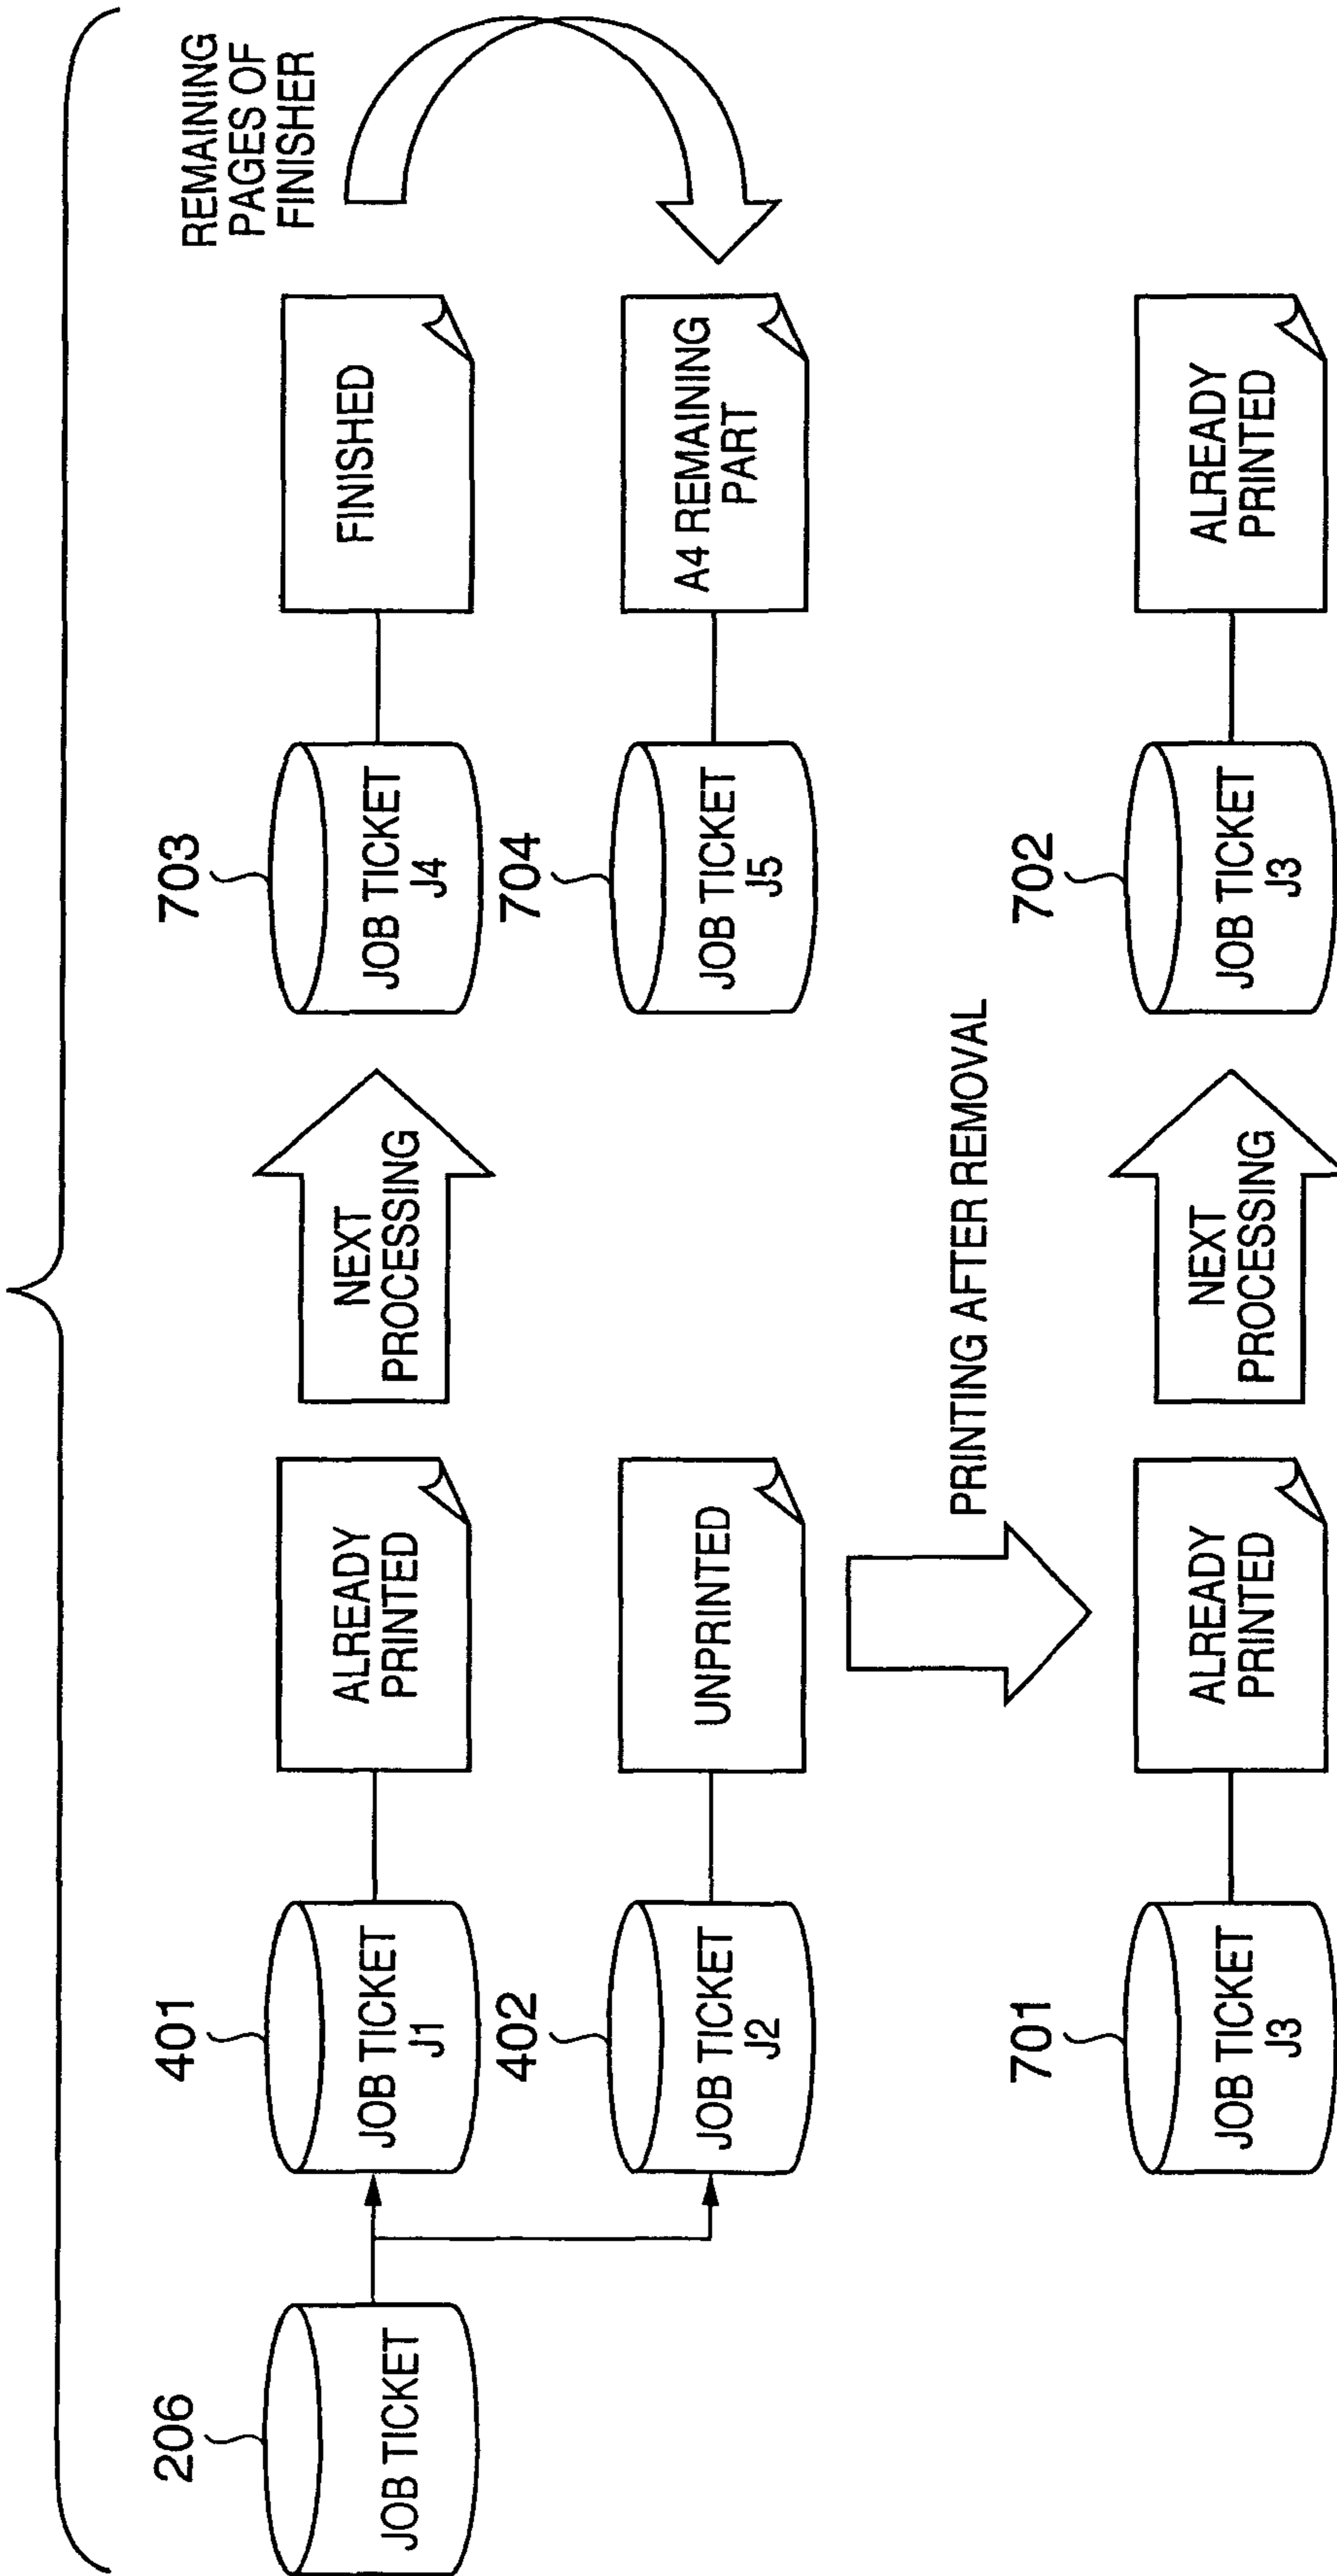 206
JOB TICKET
401
JOB TICKET
J1
ALREADY
PRINTED
NEXT
PROCESSING
703
JOB TICKET
J4
FINISHED
REMAINING
PAGES OF
FINISHER
402
JOB TICKET
J2
UNPRINTED
704
JOB TICKET
J5
A4 REMAINING
PART
PRINTING AFTER REMOVAL
701
JOB TICKET
J3
ALREADY
PRINTED
NEXT
PROCESSING
702
JOB TICKET
J3
ALREADY
PRINTED